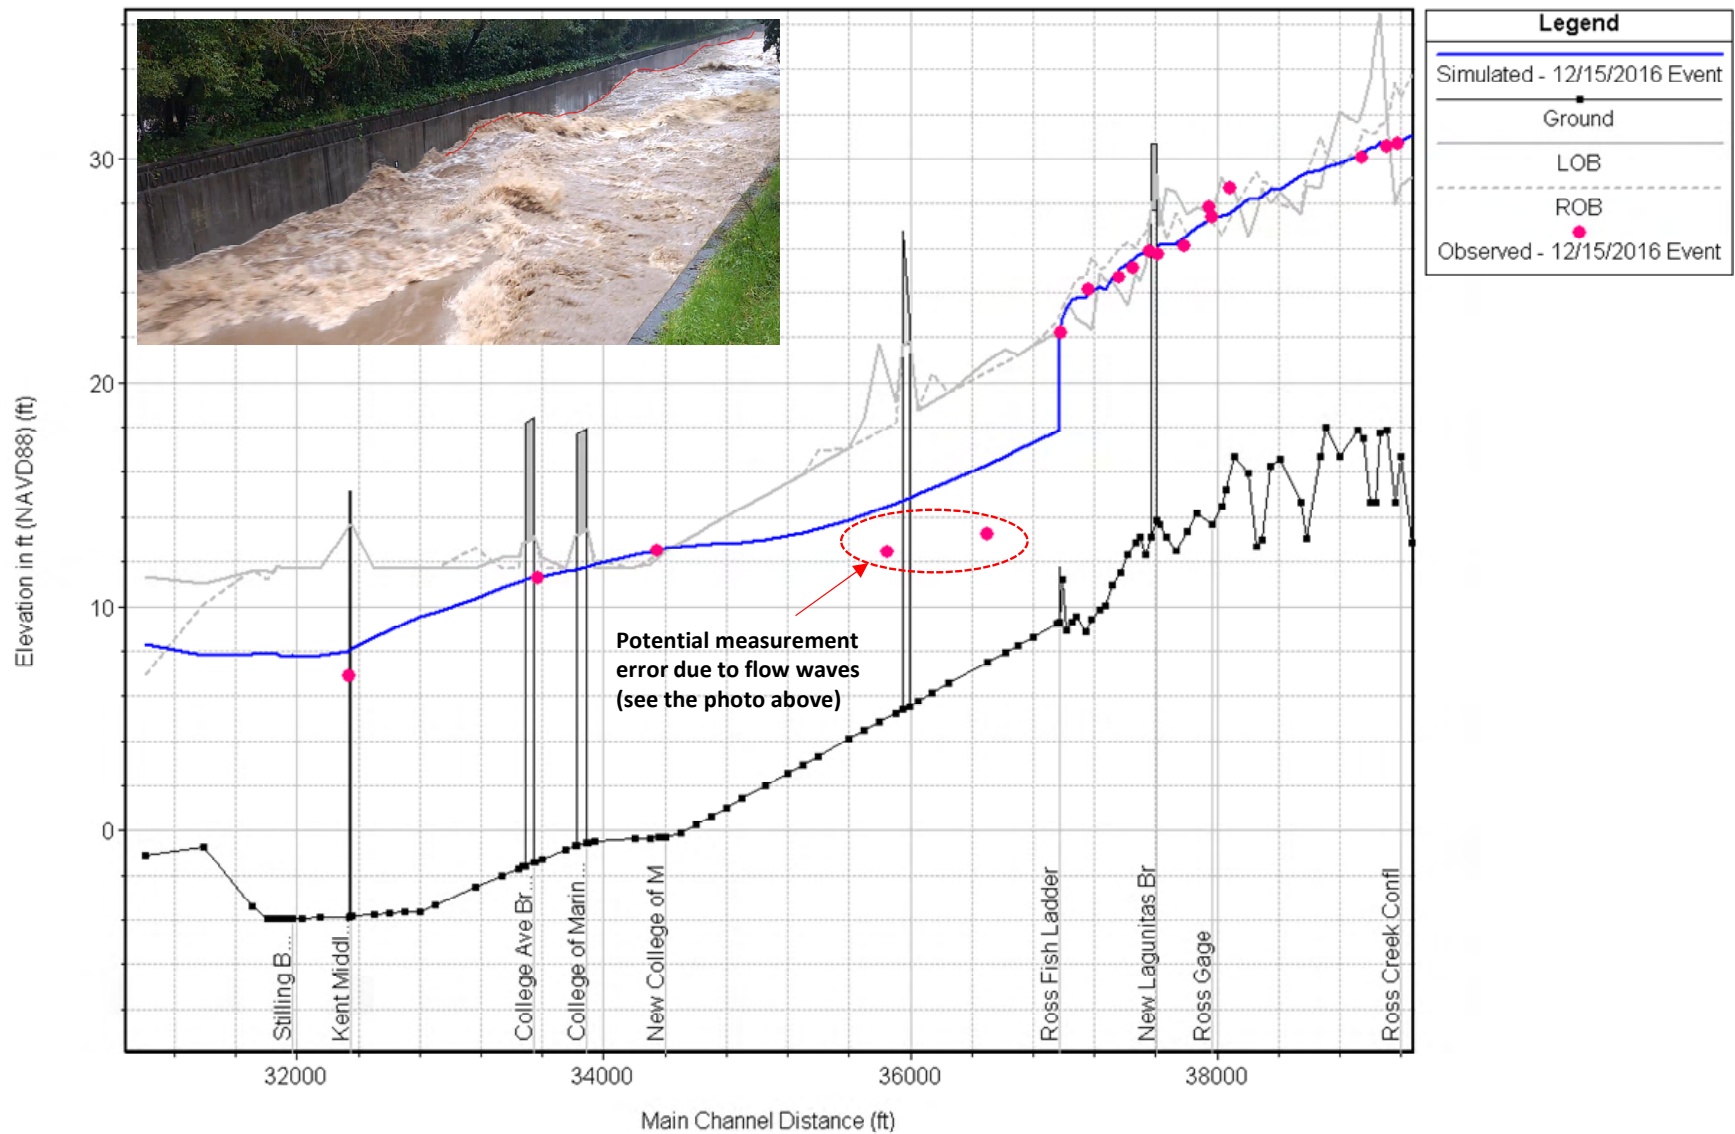 Legend
Simulated - 12/15/2016 Event
Ground
LOB
ROB
Observed - 12/15/2016 Event
Elevation in ft (NAVD88) (ft)
30
20
10
0
Potential measurement
error due to flow waves
(see the photo above)
Stilling B...
Kent Middl...
College Ave Br...
College of Marin ...
New College of M
Ross Fish Ladder
New Lagunitas Br
Ross Gage
Ross Creek Confl
32000
34000
36000
38000
Main Channel Distance (ft)